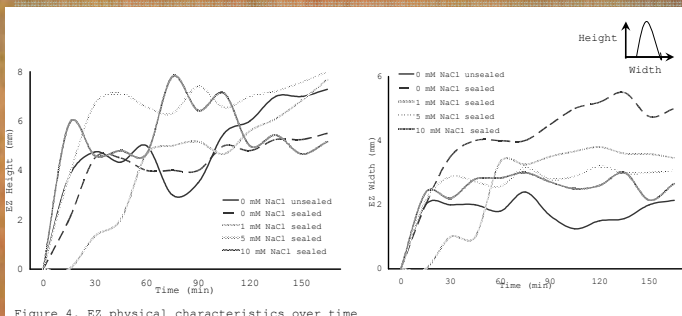 Height
Width
EZ Height (mm)
8
6
4
2
0
0 30 60 90 120 150
Time (min)
0 mM NaCl unsealed
0 mM NaCl sealed
1 mM NaCl sealed
5 mM NaCl sealed
10 mM NaCl sealed
EZ Width (mm)
6
4
2
0
0 30 60 90 120 150
Time (min)
0 mM NaCl unsealed
0 mM NaCl sealed
1 mM NaCl sealed
5 mM NaCl sealed
10 mM NaCl sealed
Figure 4. EZ physical characteristics over time